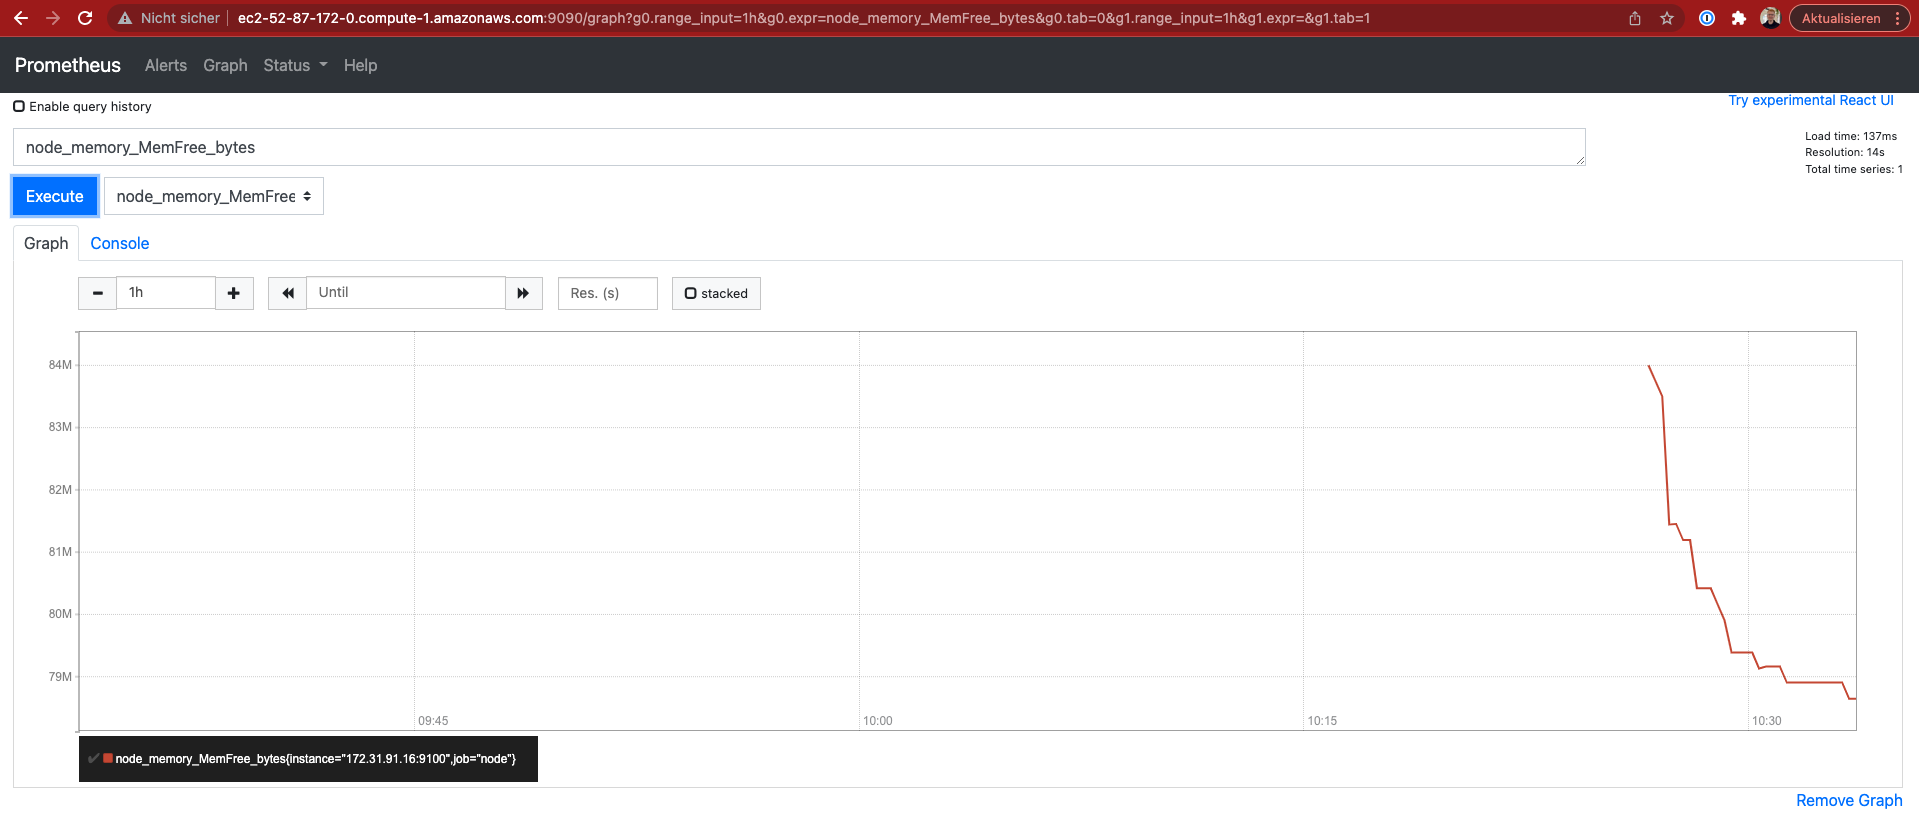 Nicht sicher ec2-52-87-172-0.compute-1.amazonaws.com:9090/graph?g0.range_input=1h&g0.expr=node_memory_MemFree_bytes&g0.tab=0&g1.range_input=1h&g1.expr=&g1.tab=1 Aktualisieren
Prometheus Alerts Graph Status Help
Enable query history
Try experimental React UI
node_memory_MemFree_bytes
Load time: 137ms
Resolution: 14s
Total time series: 1
Execute node_memory_MemFree
Graph Console
1h Until Res. (s) stacked
84M
83M
82M
81M
80M
79M
09:45 10:00 10:15 10:30
node_memory_MemFree_bytes{instance="172.31.91.16:9100",job="node"}
Remove Graph